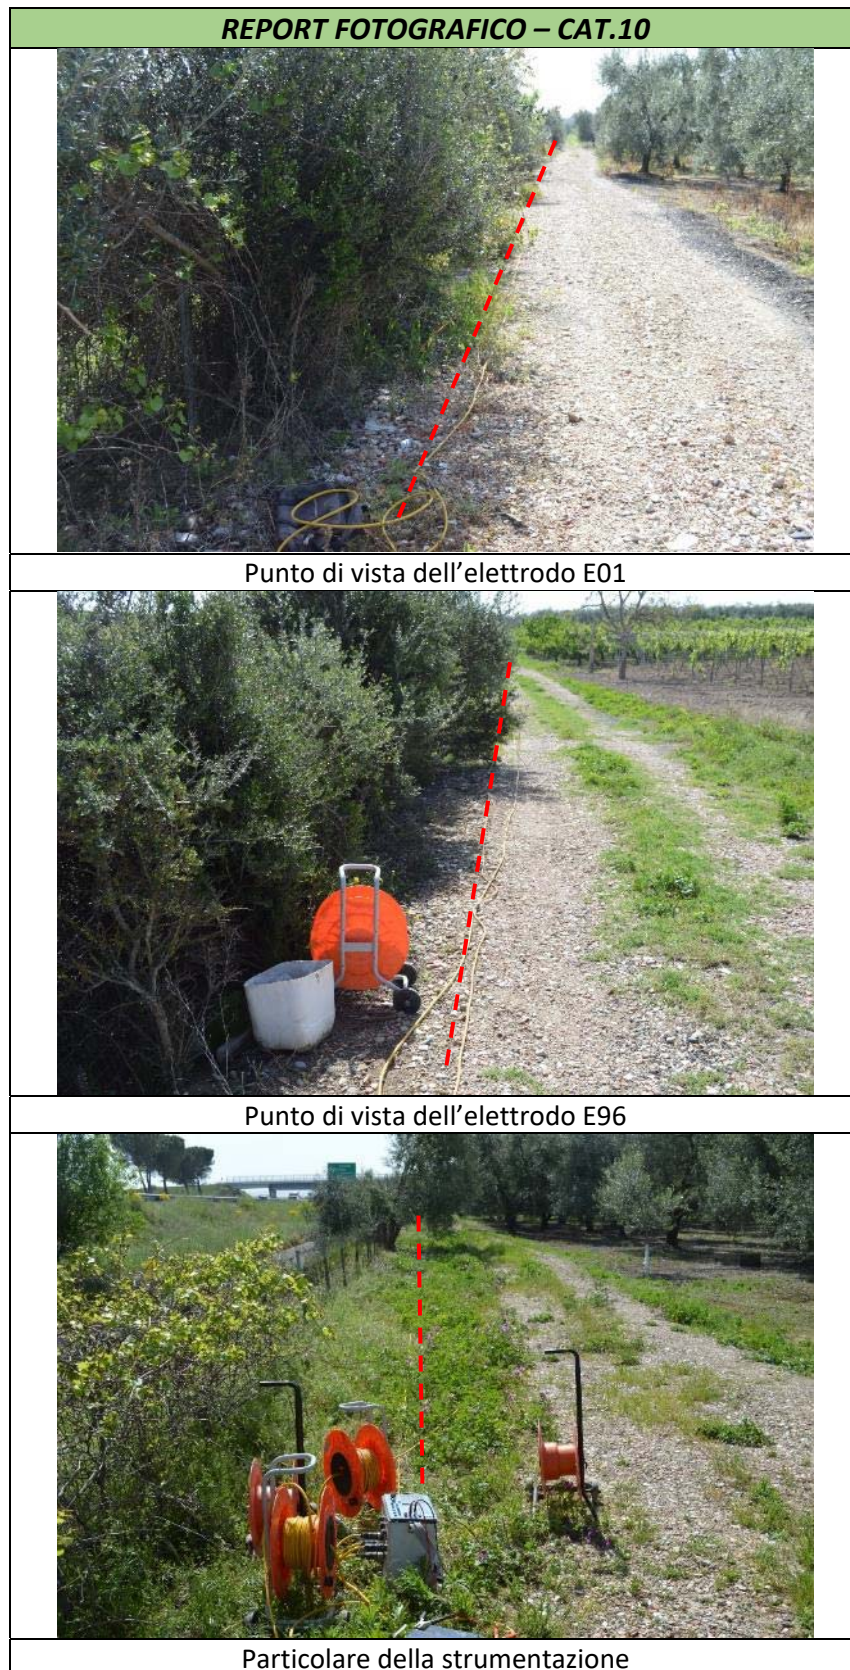 REPORT FOTOGRAFICO – CAT.10
Punto di vista dell’elettrodo E01
Punto di vista dell’elettrodo E96
Particolare della strumentazione